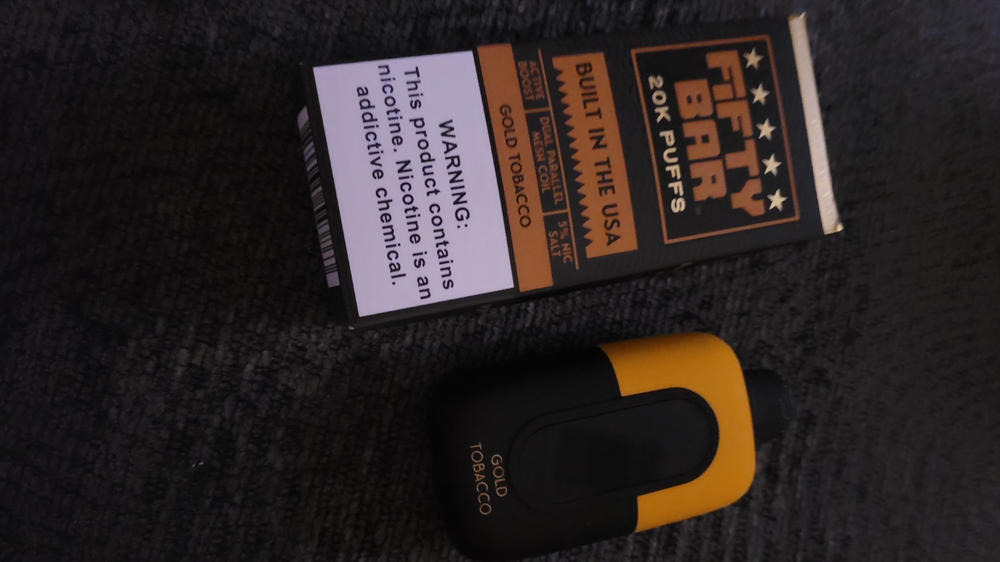 FIFTY
BAR
20K PUFFS
BUILT IN THE USA
ACTIVE
BOOST
DUAL PARALLEL
MESH COIL
5% NIC
SALT
GOLD TOBACCO
WARNING:
This product contains
nicotine. Nicotine is an
addictive chemical.
GOLD
TOBACCO